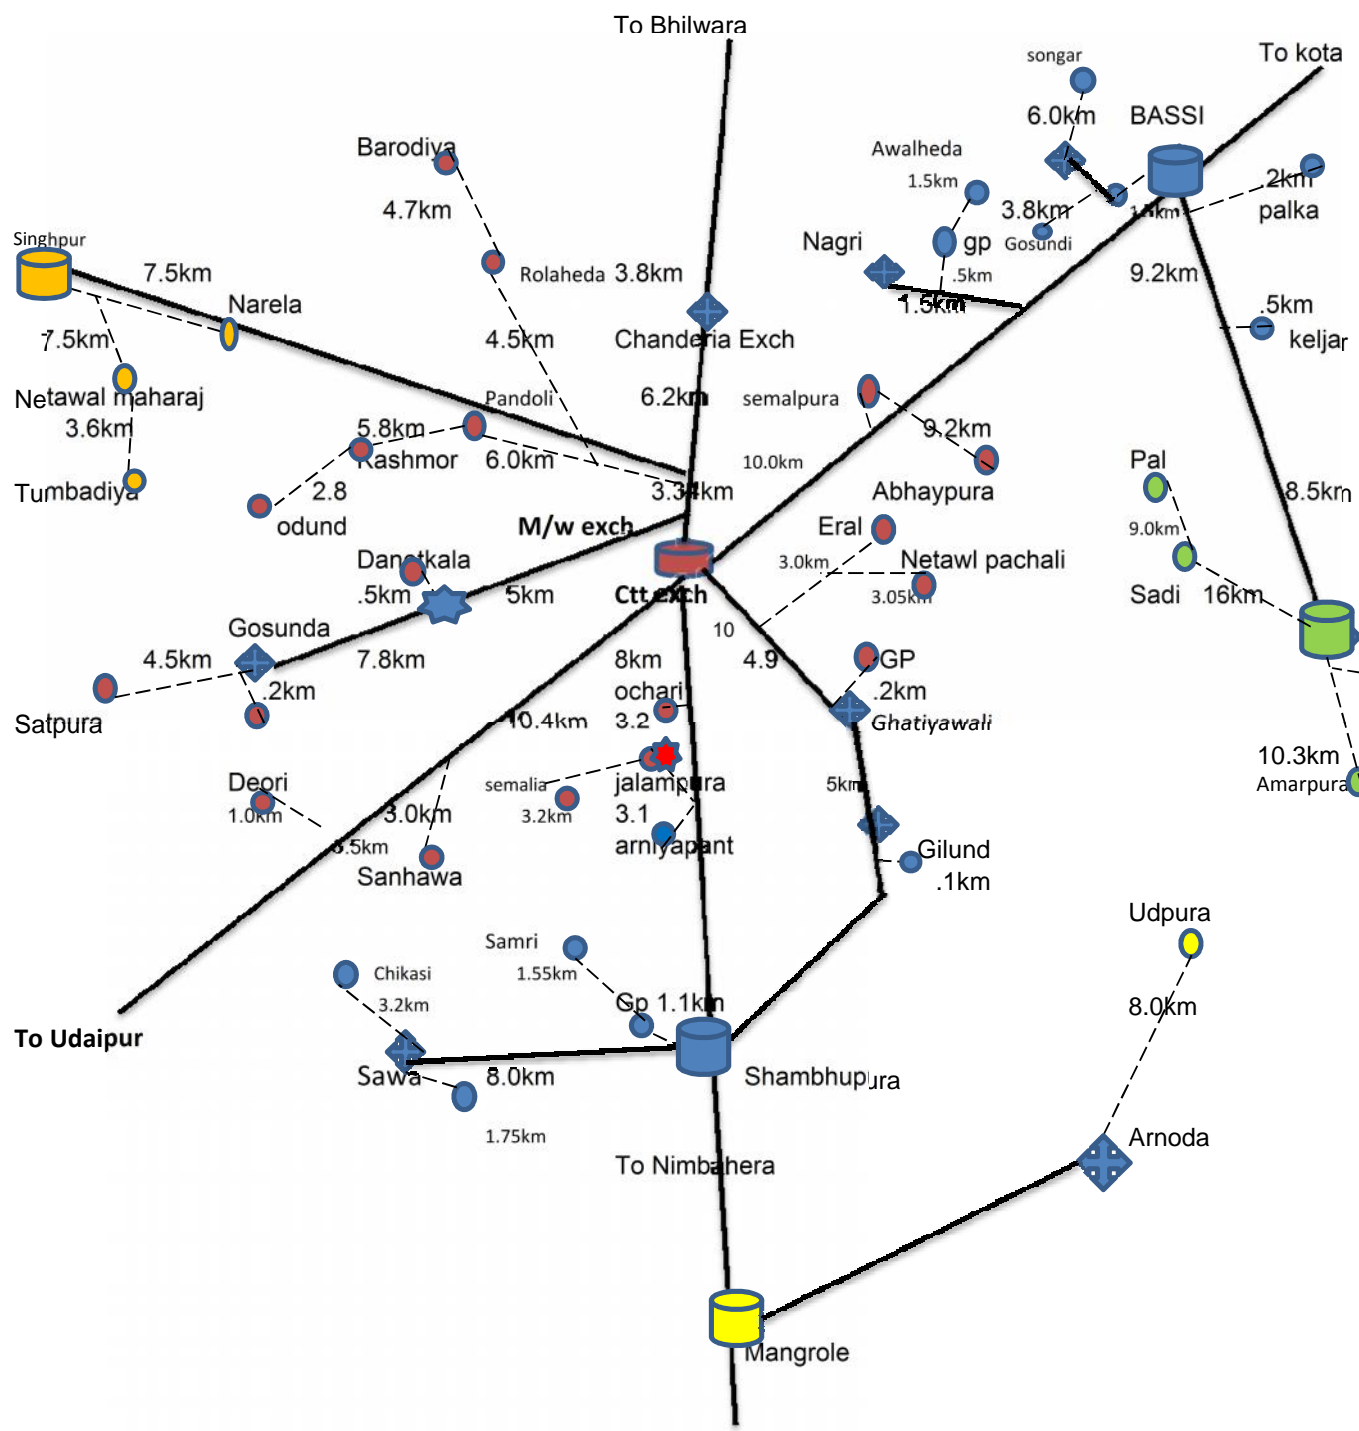 To Bhilwara
songar
To kota
6.0km
BASSI
Barodiya
Awalheda
1.5km
.2km
4.7km
3.8km
palka
Singhpur
Nagri
gp
Gosundi
7.5km
Rolaheda
3.8km
.5km
9.2km
Narela
1.5km
.5km
7.5km
4.5km
Chanderia Exch
keljar
Netawal maharaj
Pandoli
6.2km
semalpura
3.6km
5.8km
9.2km
Kashmor
6.0km
10.0km
Pal
Tumbadiya
2.8
Abhaypura
8.5km
odund
M/w exch
Eral
9.0km
Danetkala
3.0km
Netawl pachali
.5km
5km
Ctt exch
3.05km
Sadi
16km
Gosunda
10
4.5km
7.8km
8km
4.9
GP
.2km
ochari
.2km
Satpura
10.4km
3.2
Ghatiyawali
10.3km
Deori
semalia
jalampura
5km
Amarpura
1.0km
3.0km
3.2km
3.1
arniyapant
Gilund
Sanhawa
.1km
Udpura
Samri
Chikasi
1.55km
3.2km
Gp 1.1km
8.0km
To Udaipur
Sawa
8.0km
Shambhupura
1.75km
Arnoda
To Nimbahera
Mangrole